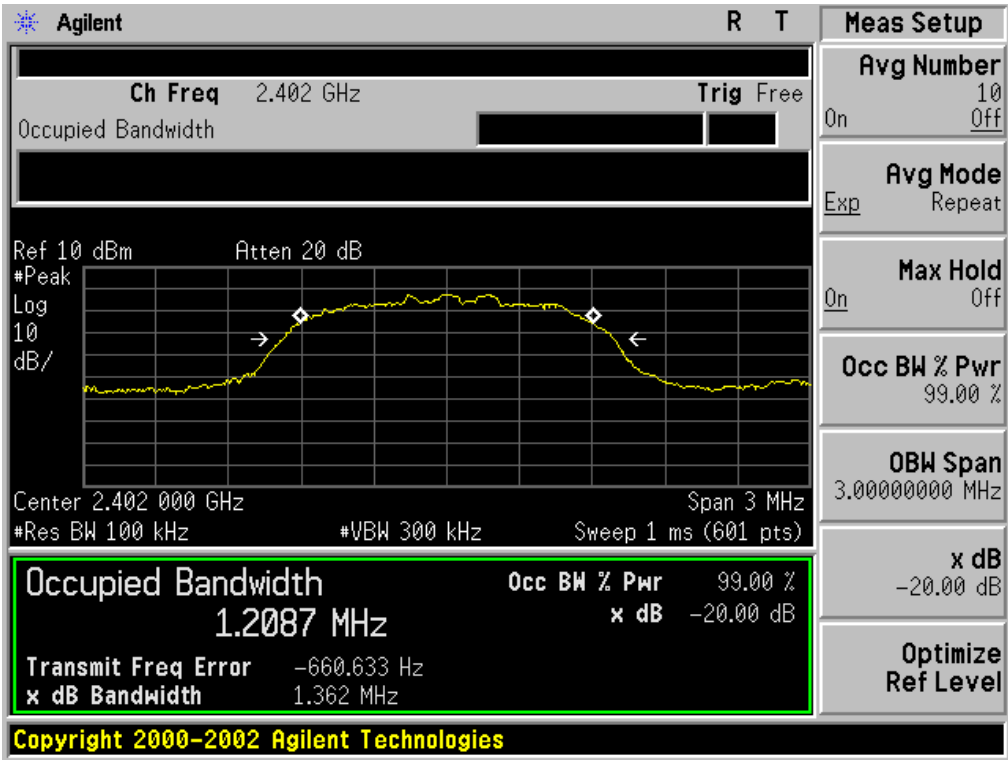 Agilent R T
Ch Freq 2.402 GHz Trig Free
Occupied Bandwidth
Ref 10 dBm Atten 20 dB
#Peak
Log
10
dB/
Center 2.402 000 GHz Span 3 MHz
#Res BW 100 kHz #VBW 300 kHz Sweep 1 ms (601 pts)
Occupied Bandwidth Occ BW % Pwr 99.00 %
1.2087 MHz x dB -20.00 dB
Transmit Freq Error -660.633 Hz
x dB Bandwidth 1.362 MHz
Copyright 2000-2002 Agilent Technologies
Meas Setup
Avg Number
10
On Off
Avg Mode
Exp Repeat
Max Hold
On Off
Occ BW % Pwr
99.00 %
OBW Span
3.00000000 MHz
x dB
-20.00 dB
Optimize
Ref Level